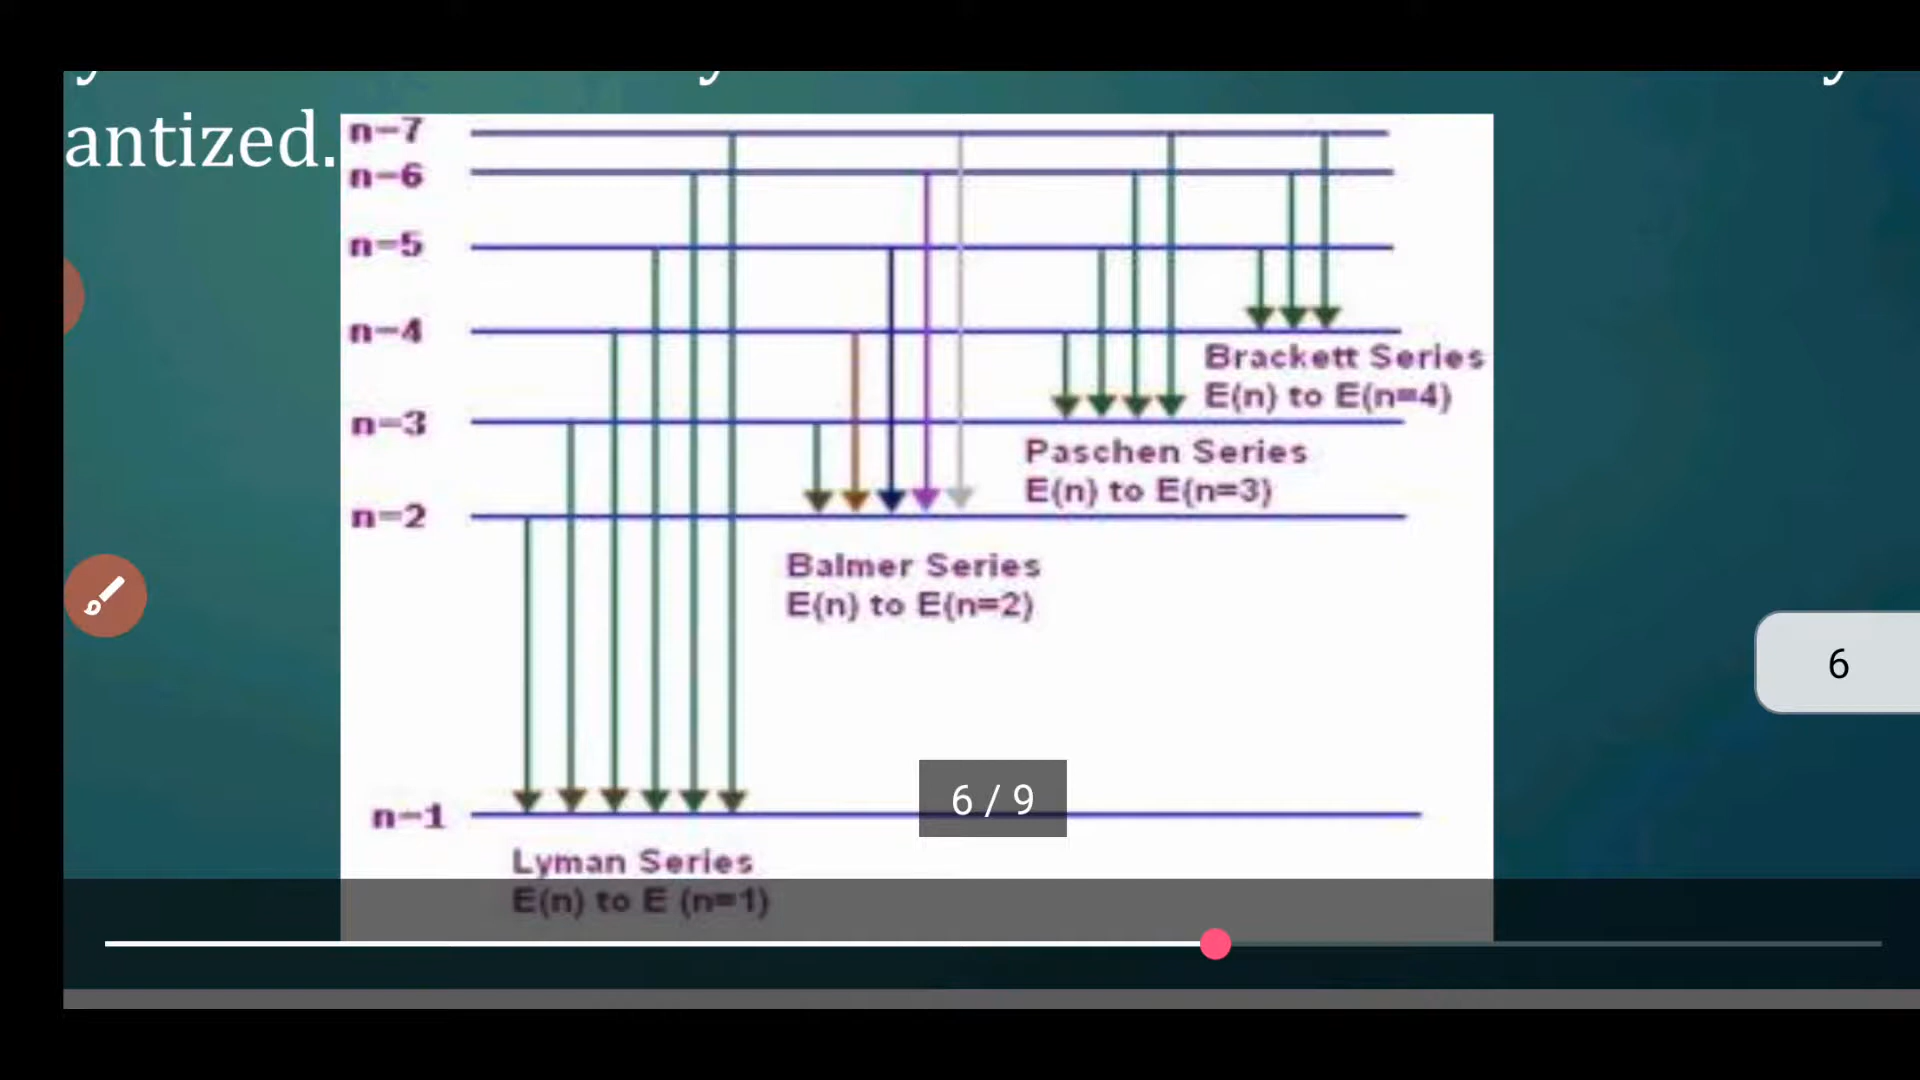 antized.
n=7
n=6
n=5
n=4
Brackett Series
E(n) to E(n=4)
n=3
Paschen Series
E(n) to E(n=3)
n=2
Balmer Series
E(n) to E(n=2)
6
6 / 9
n=1
Lyman Series
E(n) to E (n=1)